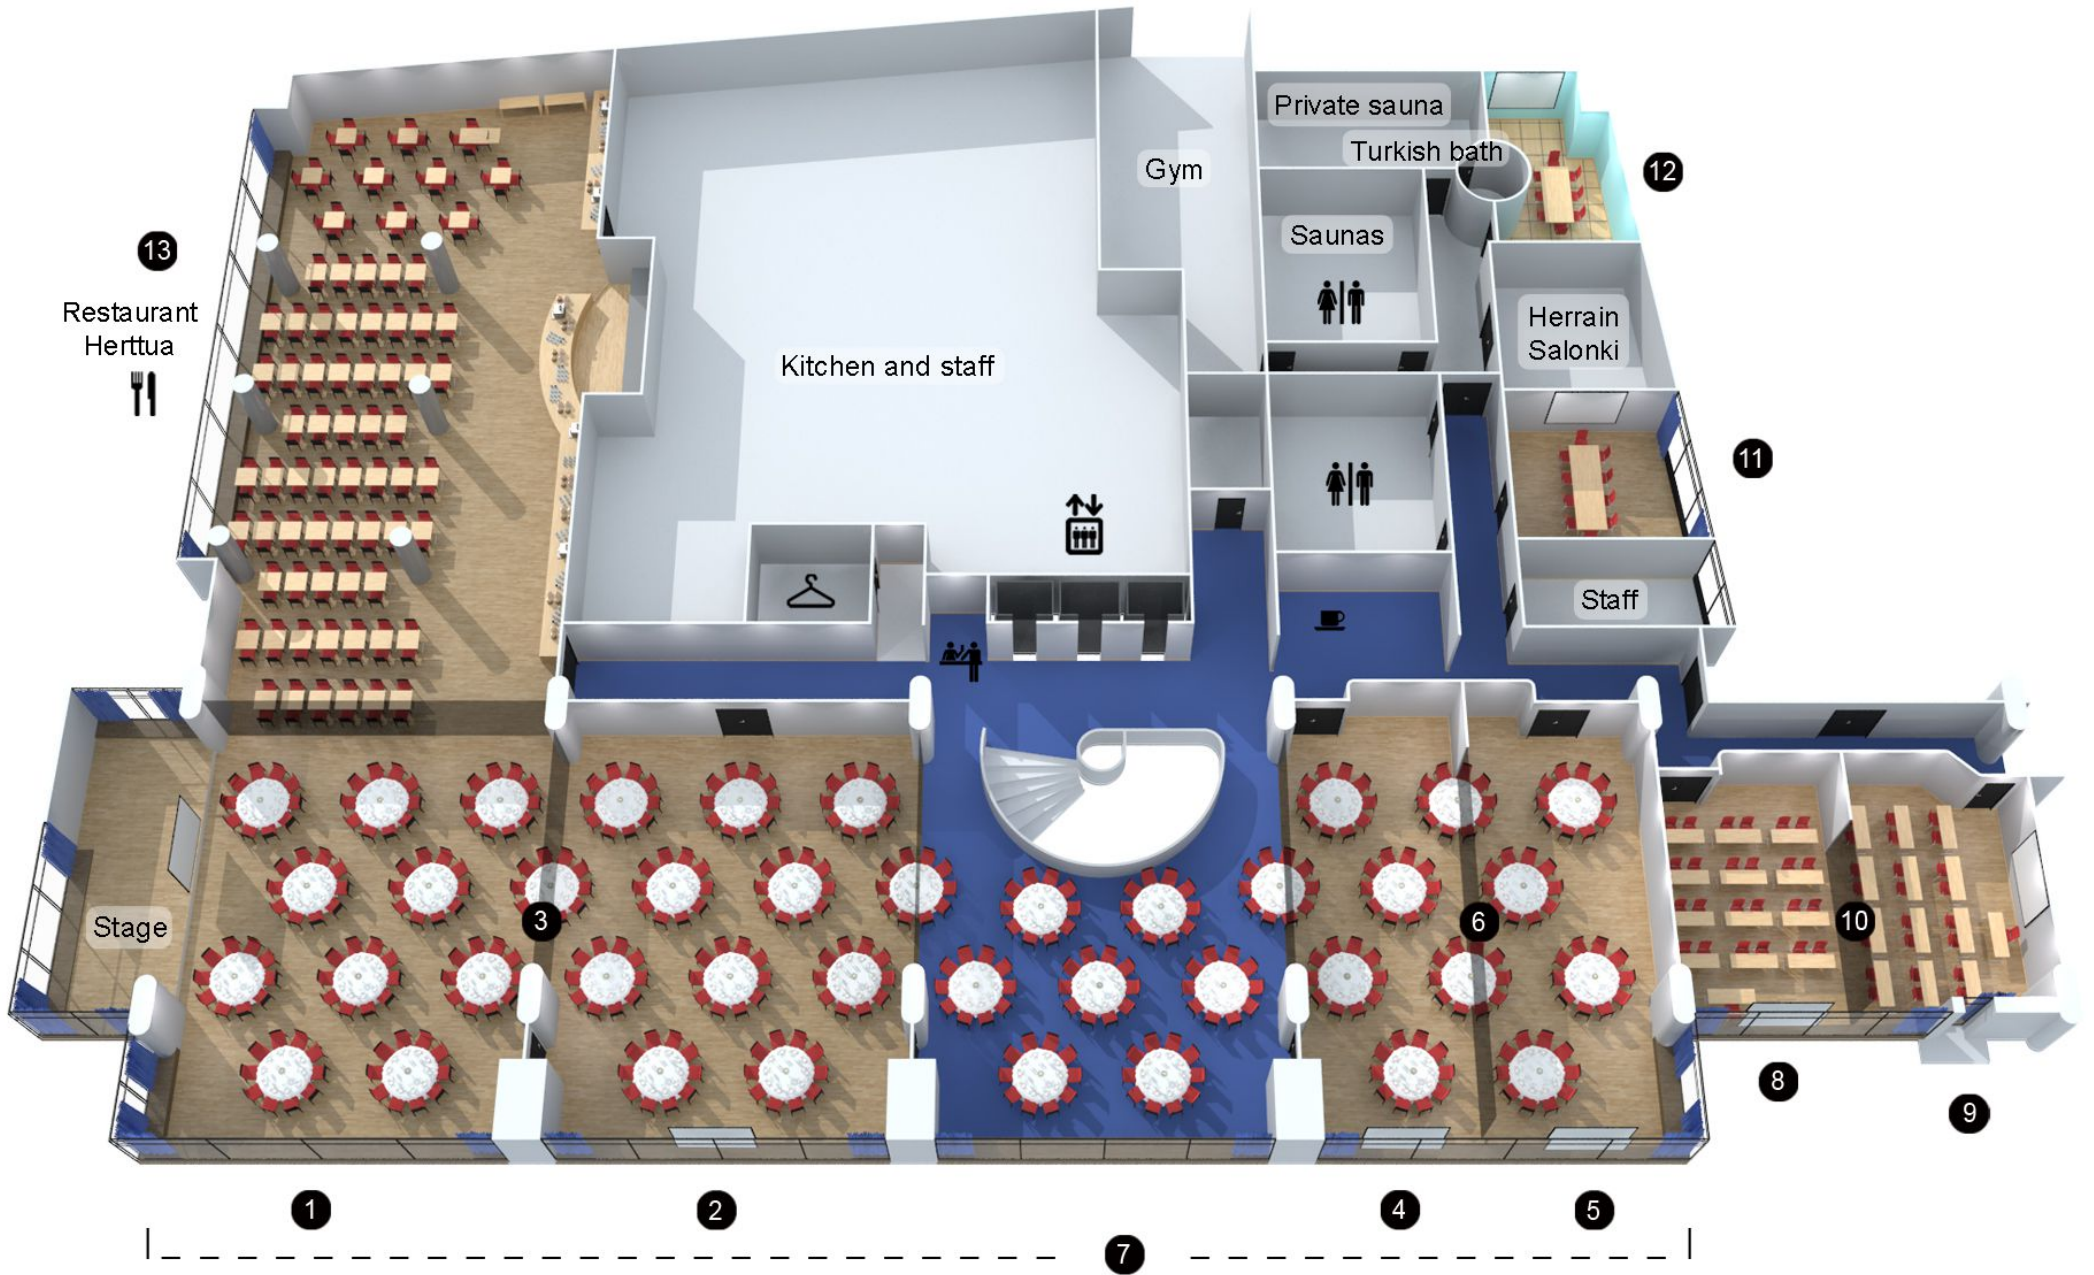 Private sauna
Turkish bath
12
Gym
Saunas
13
Restaurant
Herttua
Herrain
Salonki
Kitchen and staff
11
Staff
Stage
3
6
10
8
9
1
2
4
5
7